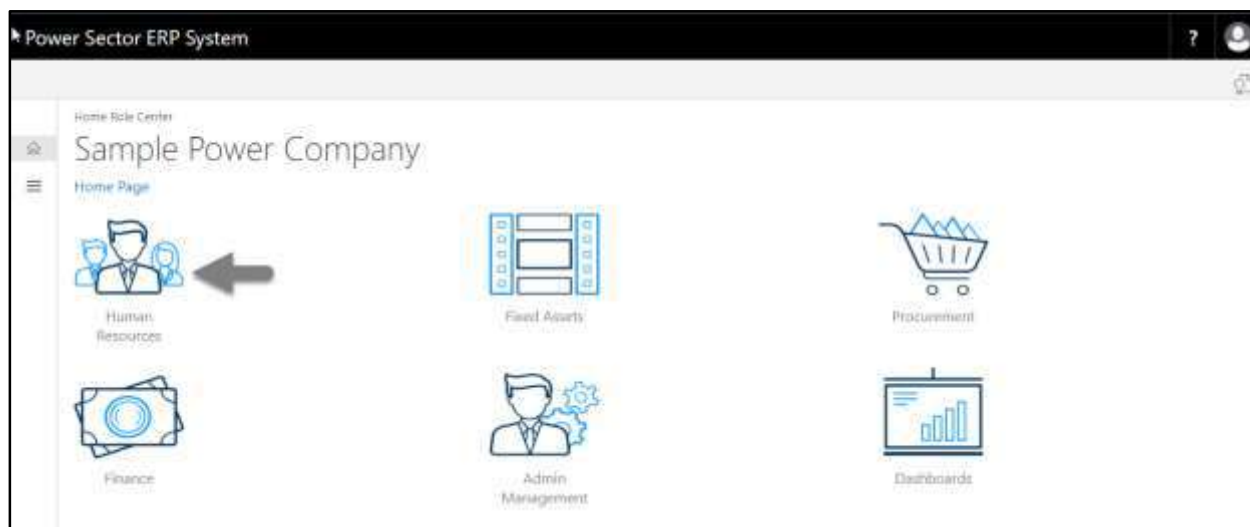 Power Sector ERP System ?
Home Role Center
Sample Power Company
Home Page
Human
Resources
Fixed Assets
Procurement
Finance
Admin
Management
Dashboards